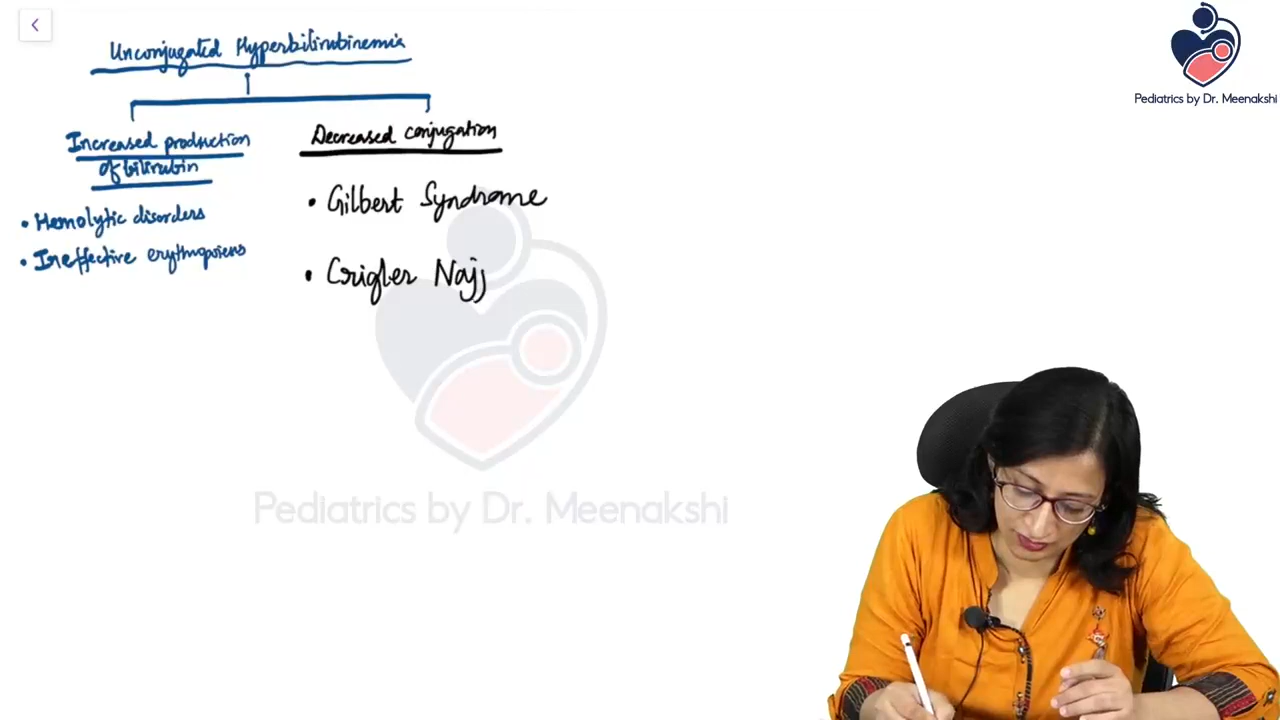 Unconjugated Hyperbilirubinemia
Increased production
of bilirubin
• Hemolytic disorders
• Ineffective erythropoiesis
Decreased conjugation
• Gilbert Syndrome
• Crigler Najj
Pediatrics by Dr. Meenakshi
Pediatrics by Dr. Meenakshi